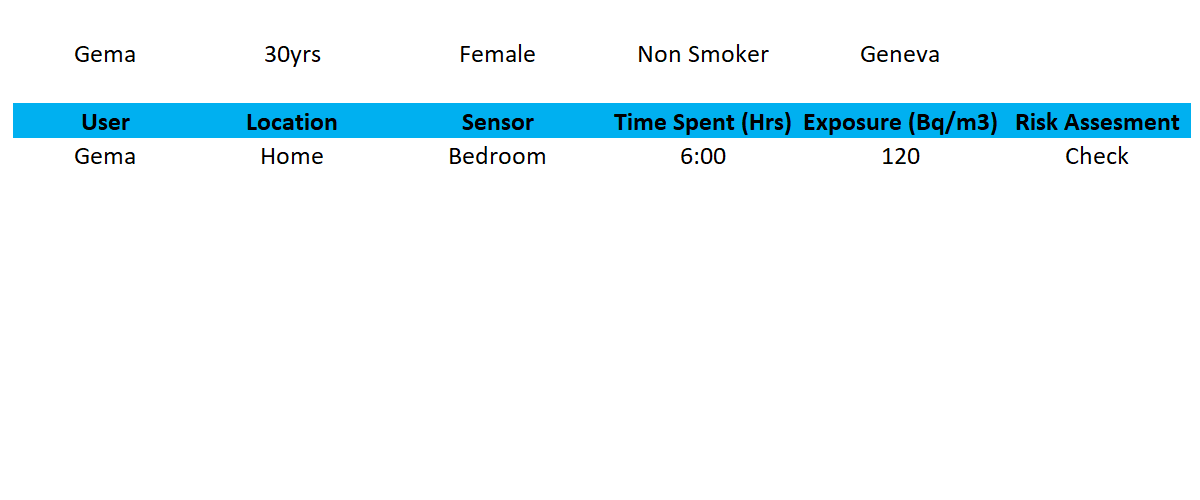 Gema 30yrs Female Non Smoker Geneva
User Location Sensor Time Spent (Hrs) Exposure (Bq/m3) Risk Assesment
Gema Home Bedroom 6:00 120 Check